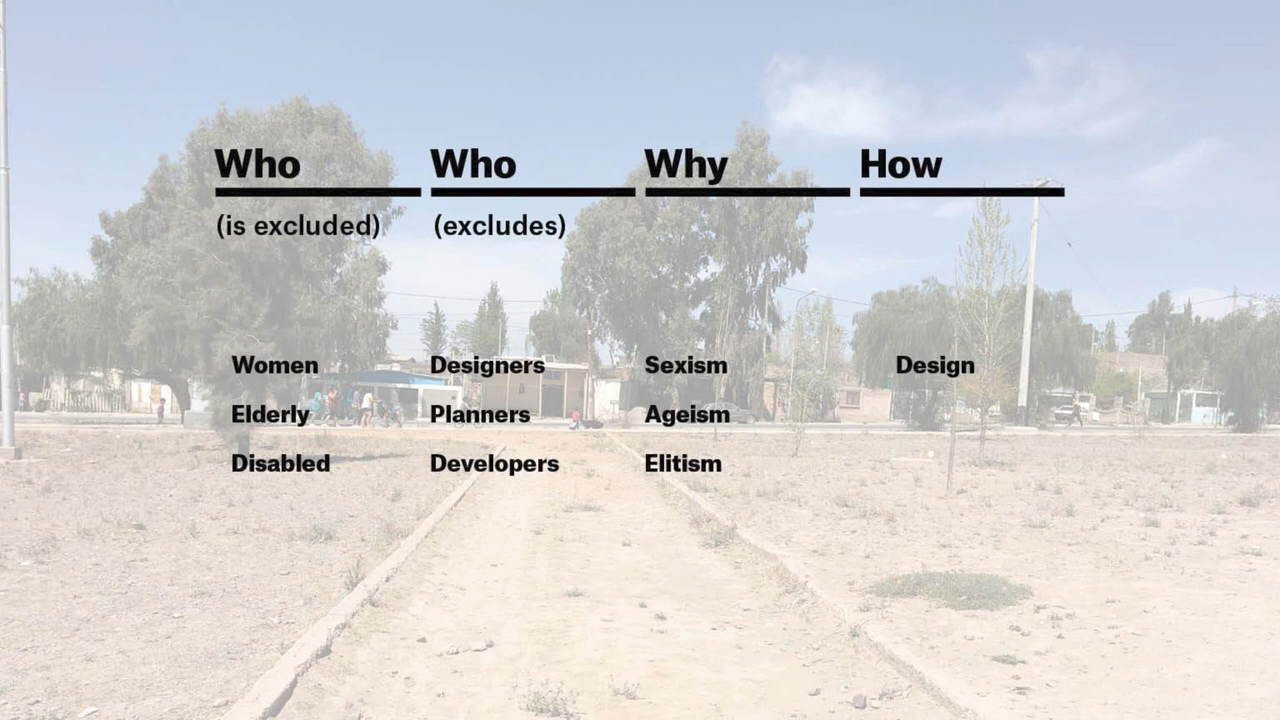 Who Who Why How
(is excluded) (excludes)
Women Designers Sexism Design
Elderly Planners Ageism
Disabled Developers Elitism